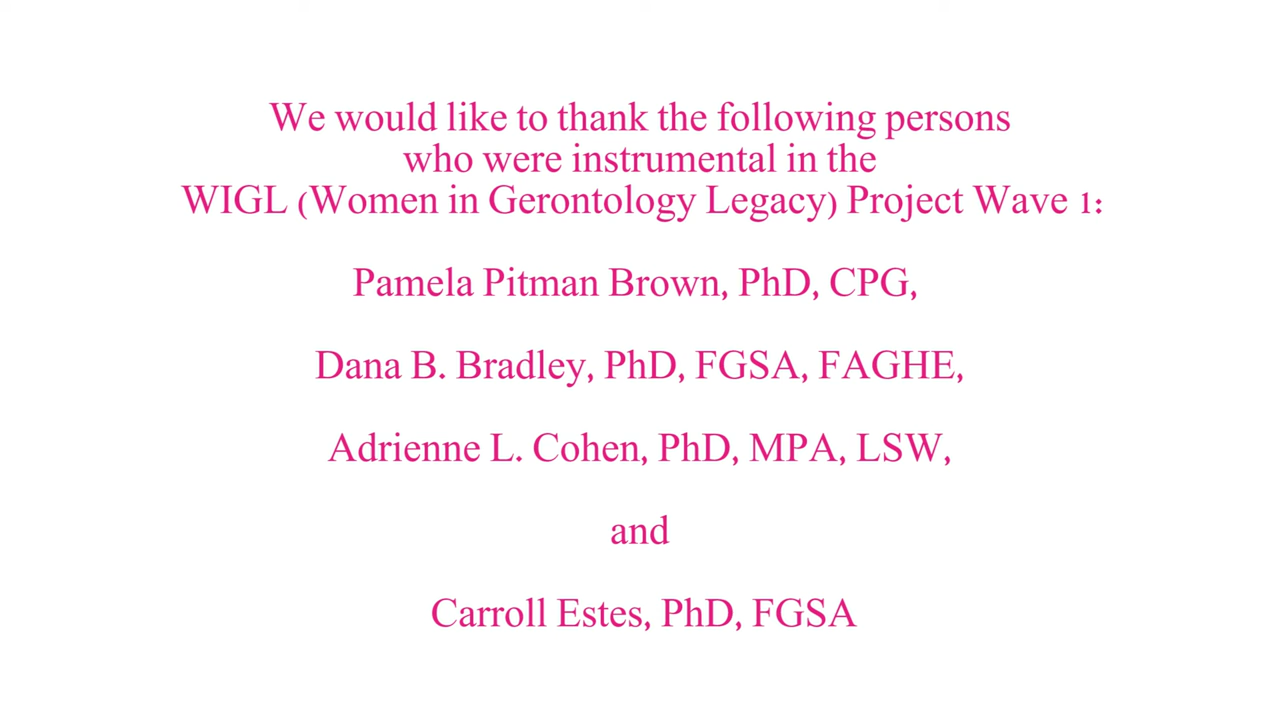 We would like to thank the following persons
who were instrumental in the
WIGL (Women in Gerontology Legacy) Project Wave 1:
Pamela Pitman Brown, PhD, CPG,
Dana B. Bradley, PhD, FGSA, FAGHE,
Adrienne L. Cohen, PhD, MPA, LSW,
and
Carroll Estes, PhD, FGSA